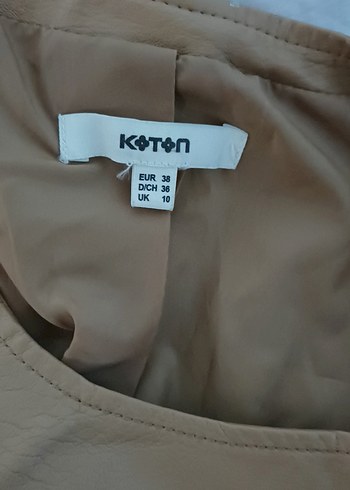 KOTON
EUR 38
D/CH 36
UK 10